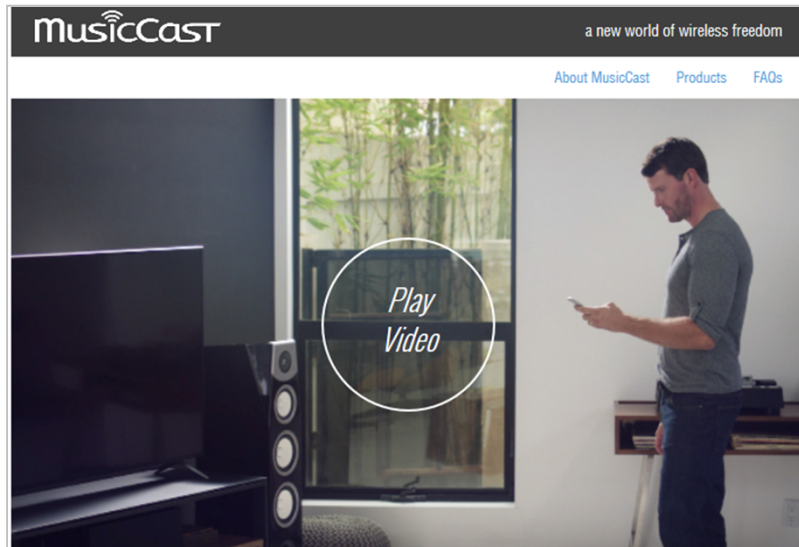 MusicCast
a new world of wireless freedom
About MusicCast Products FAQs
Play
Video